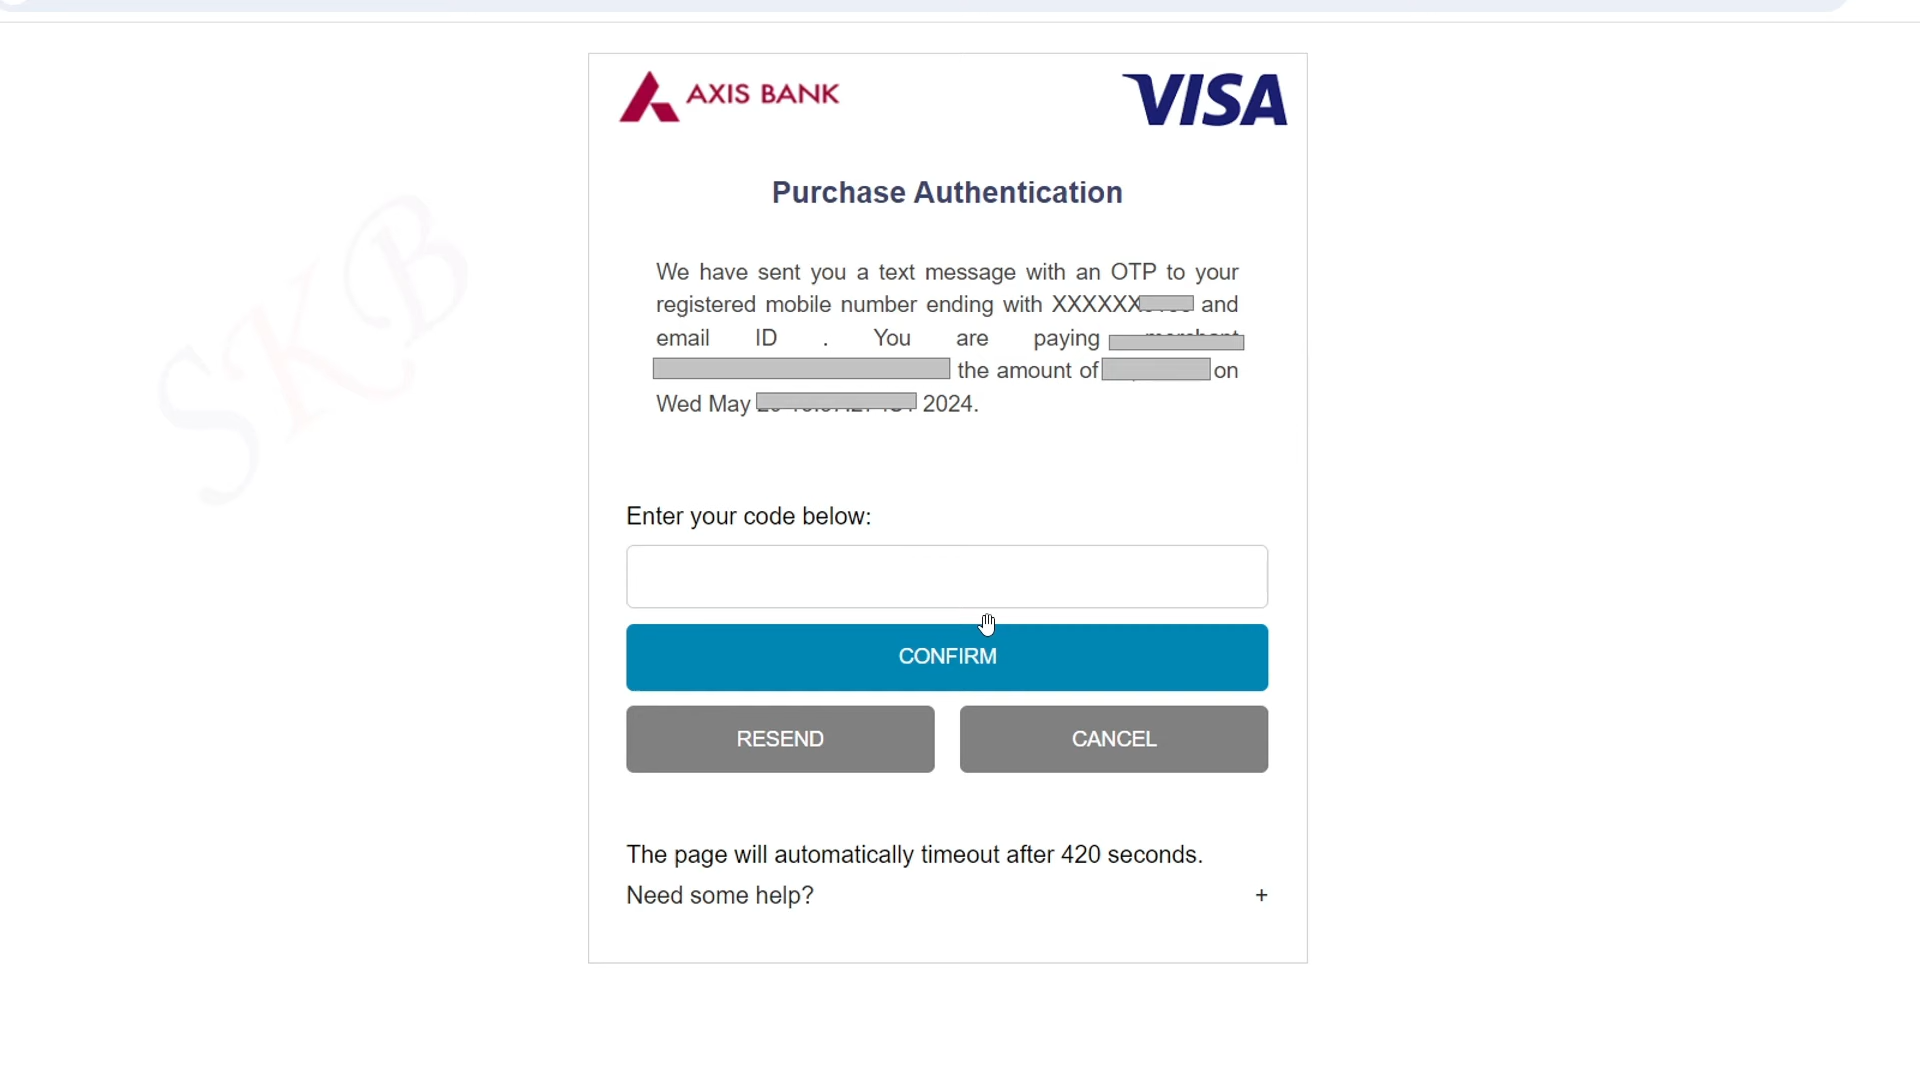 AXIS BANK
VISA
Purchase Authentication
We have sent you a text message with an OTP to your
registered mobile number ending with XXXXXX and
email ID . You are paying
the amount of on
Wed May 2024.
Enter your code below:
CONFIRM
RESEND
CANCEL
The page will automatically timeout after 420 seconds.
Need some help? +
SKB